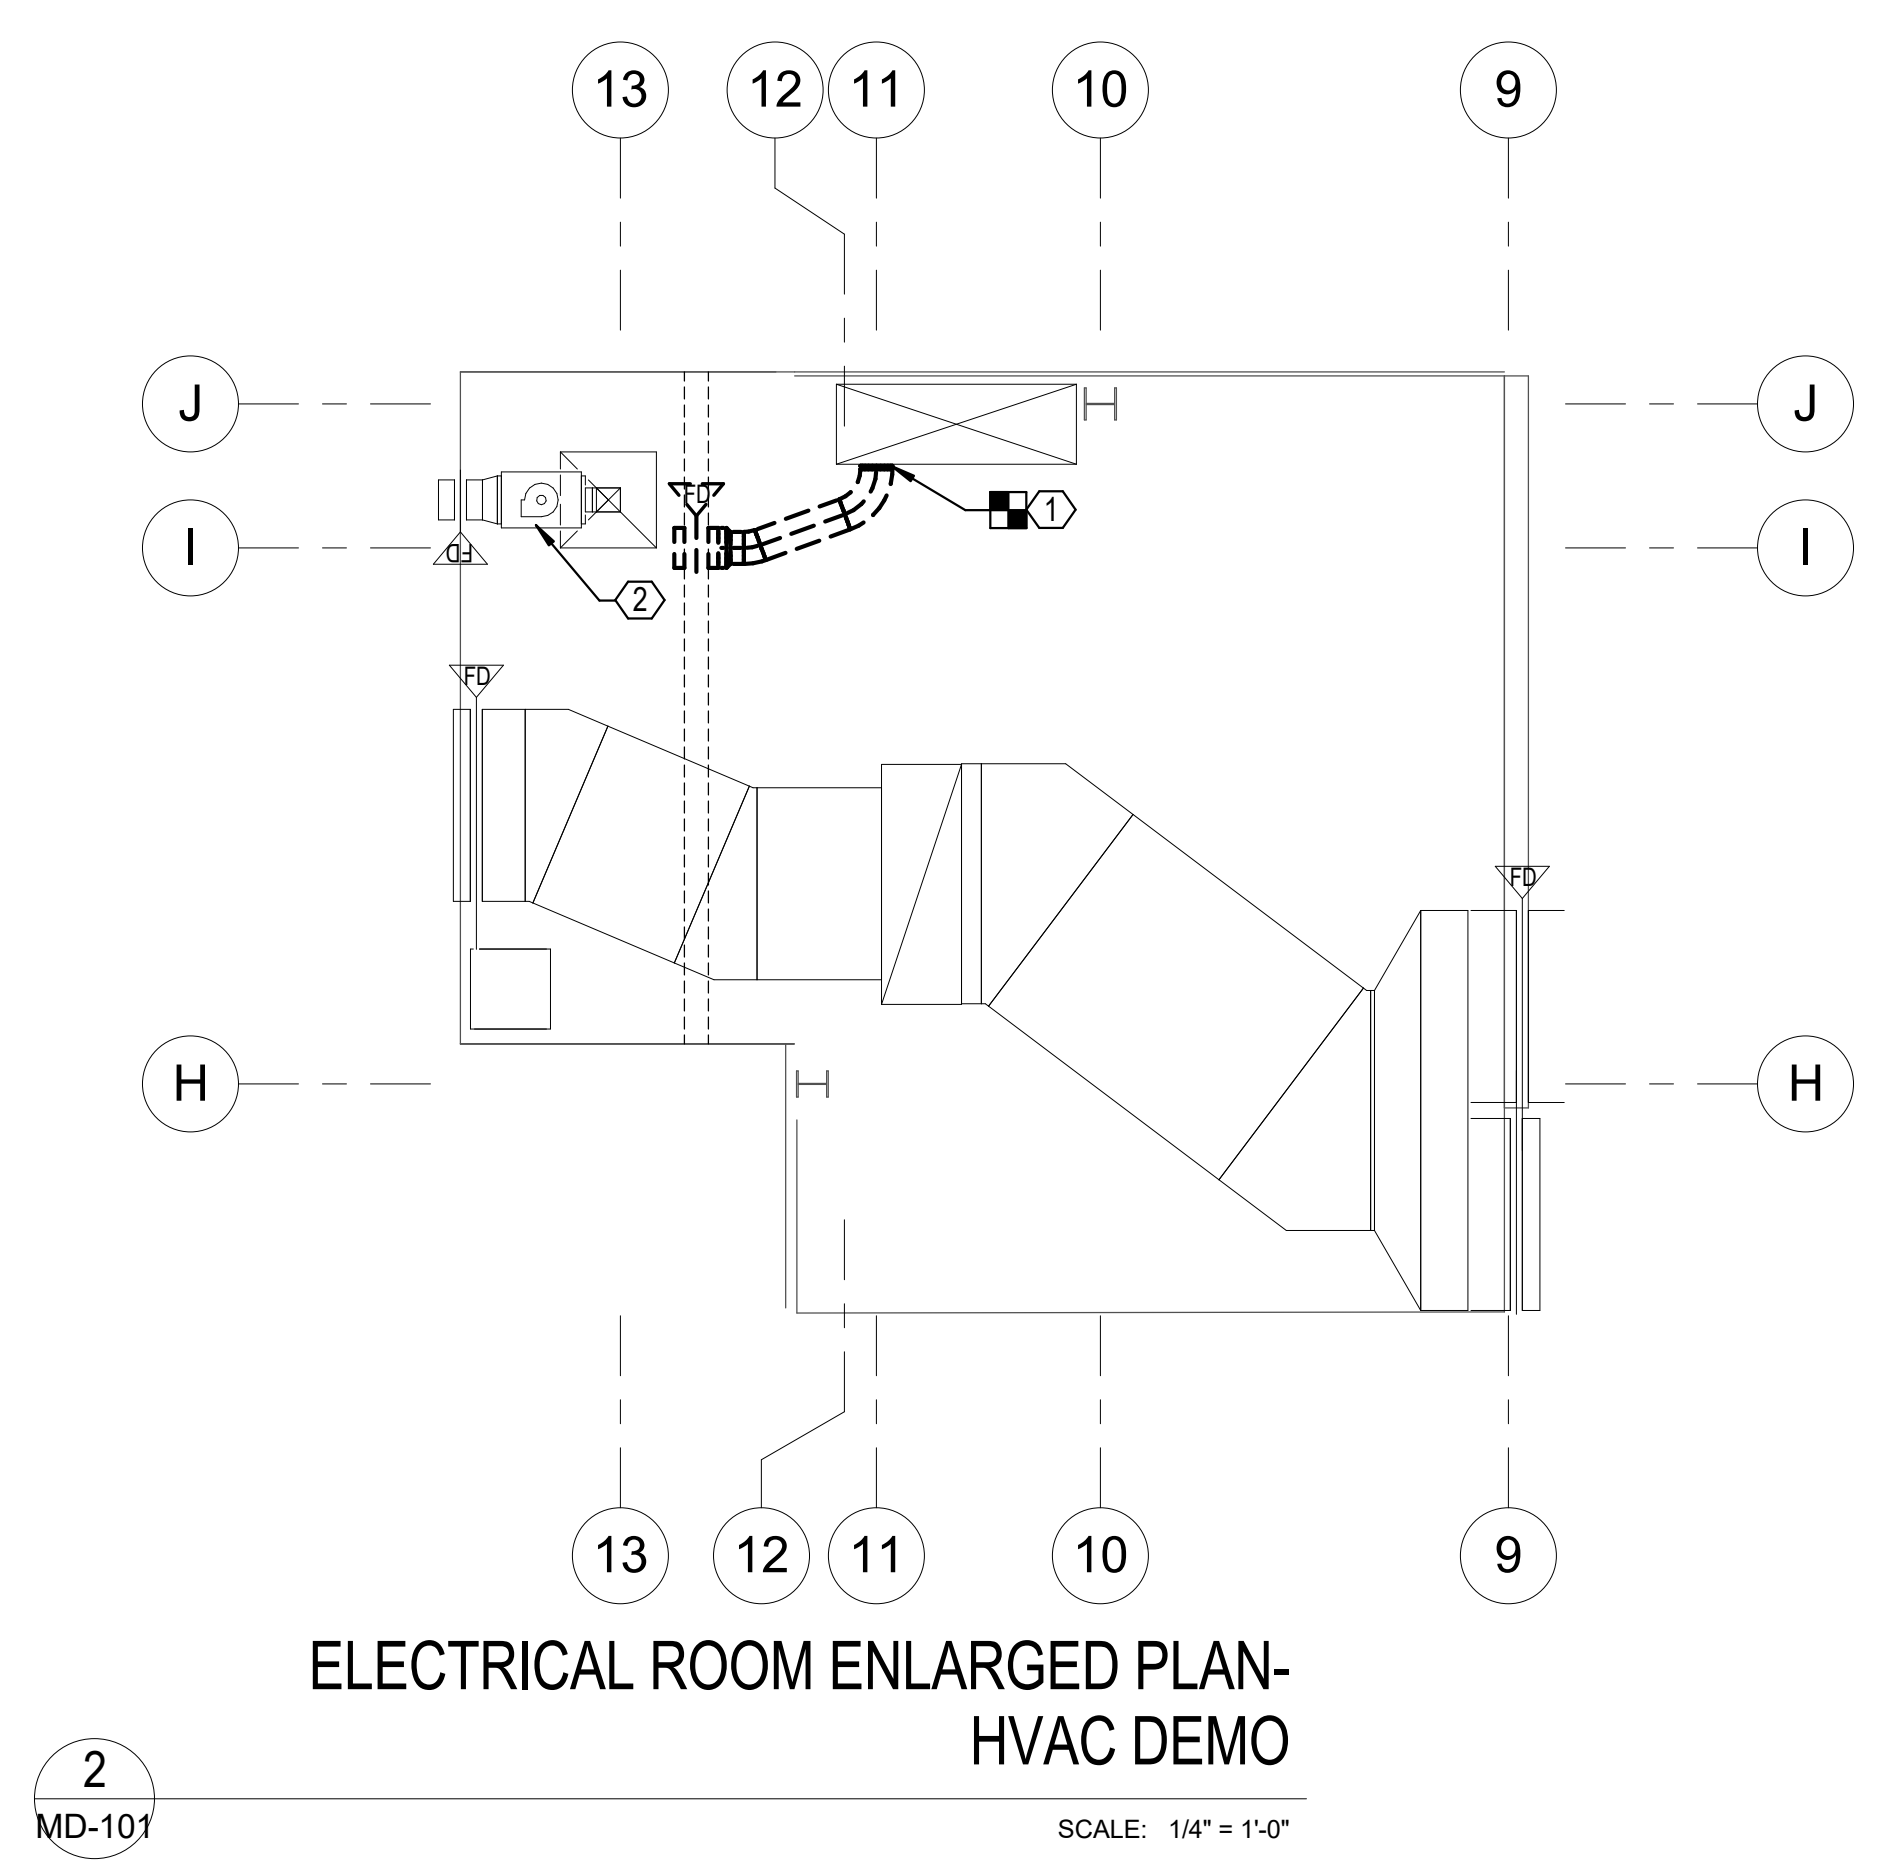 13 12 11 10 9
J J
FD
1
I I
FD
2
FD
FD
H H
13 12 11 10 9
ELECTRICAL ROOM ENLARGED PLAN-
HVAC DEMO
2
MD-101
SCALE: 1/4" = 1'-0"